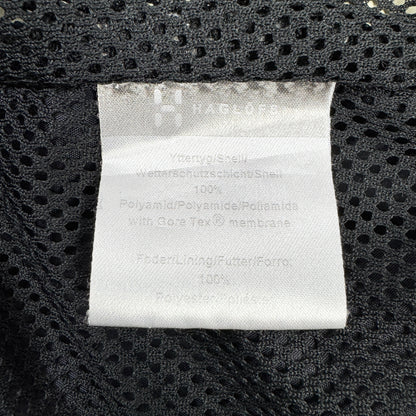 HAGLÖFS
Yttertyg/Shell/
Wetterschutzschicht/Shell
100%
Polyamid/Polyamide/Poliamida
with Gore Tex® membrane
Foder/Lining/Futter/Forro:
100%